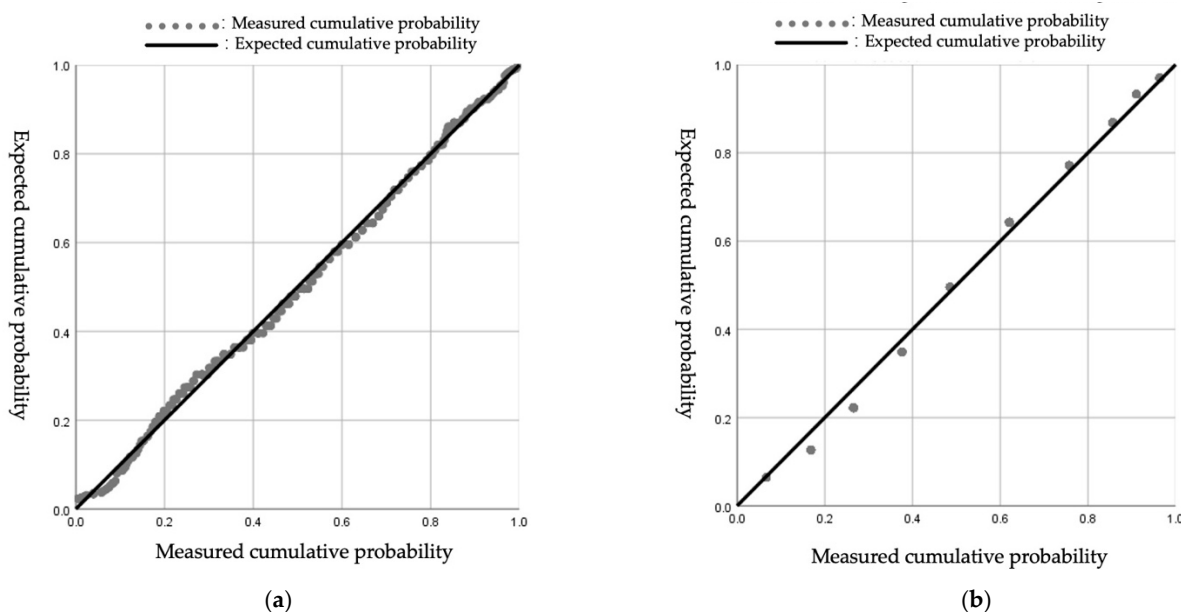 : Measured cumulative probability
: Expected cumulative probability
1.0
0.8
0.6
0.4
0.2
0.0
0.0 0.2 0.4 0.6 0.8 1.0
Expected cumulative probability
Measured cumulative probability
(a)
: Measured cumulative probability
: Expected cumulative probability
1.0
0.8
0.6
0.4
0.2
0.0
0.0 0.2 0.4 0.6 0.8 1.0
Expected cumulative probability
Measured cumulative probability
(b)